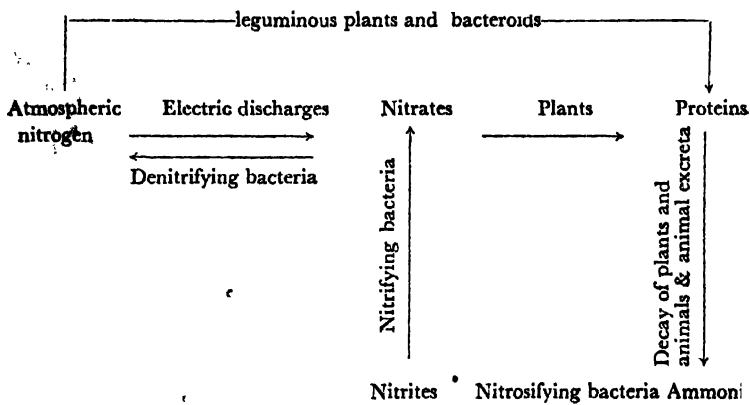 leguminous plants and bacteroids
Atmospheric Electric discharges Nitrates Plants Proteins
nitrogen
Denitrifying bacteria
Nitrifying bacteria
Decay of plants and
animals & animal excreta
Nitrites Nitrosifying bacteria Ammoni